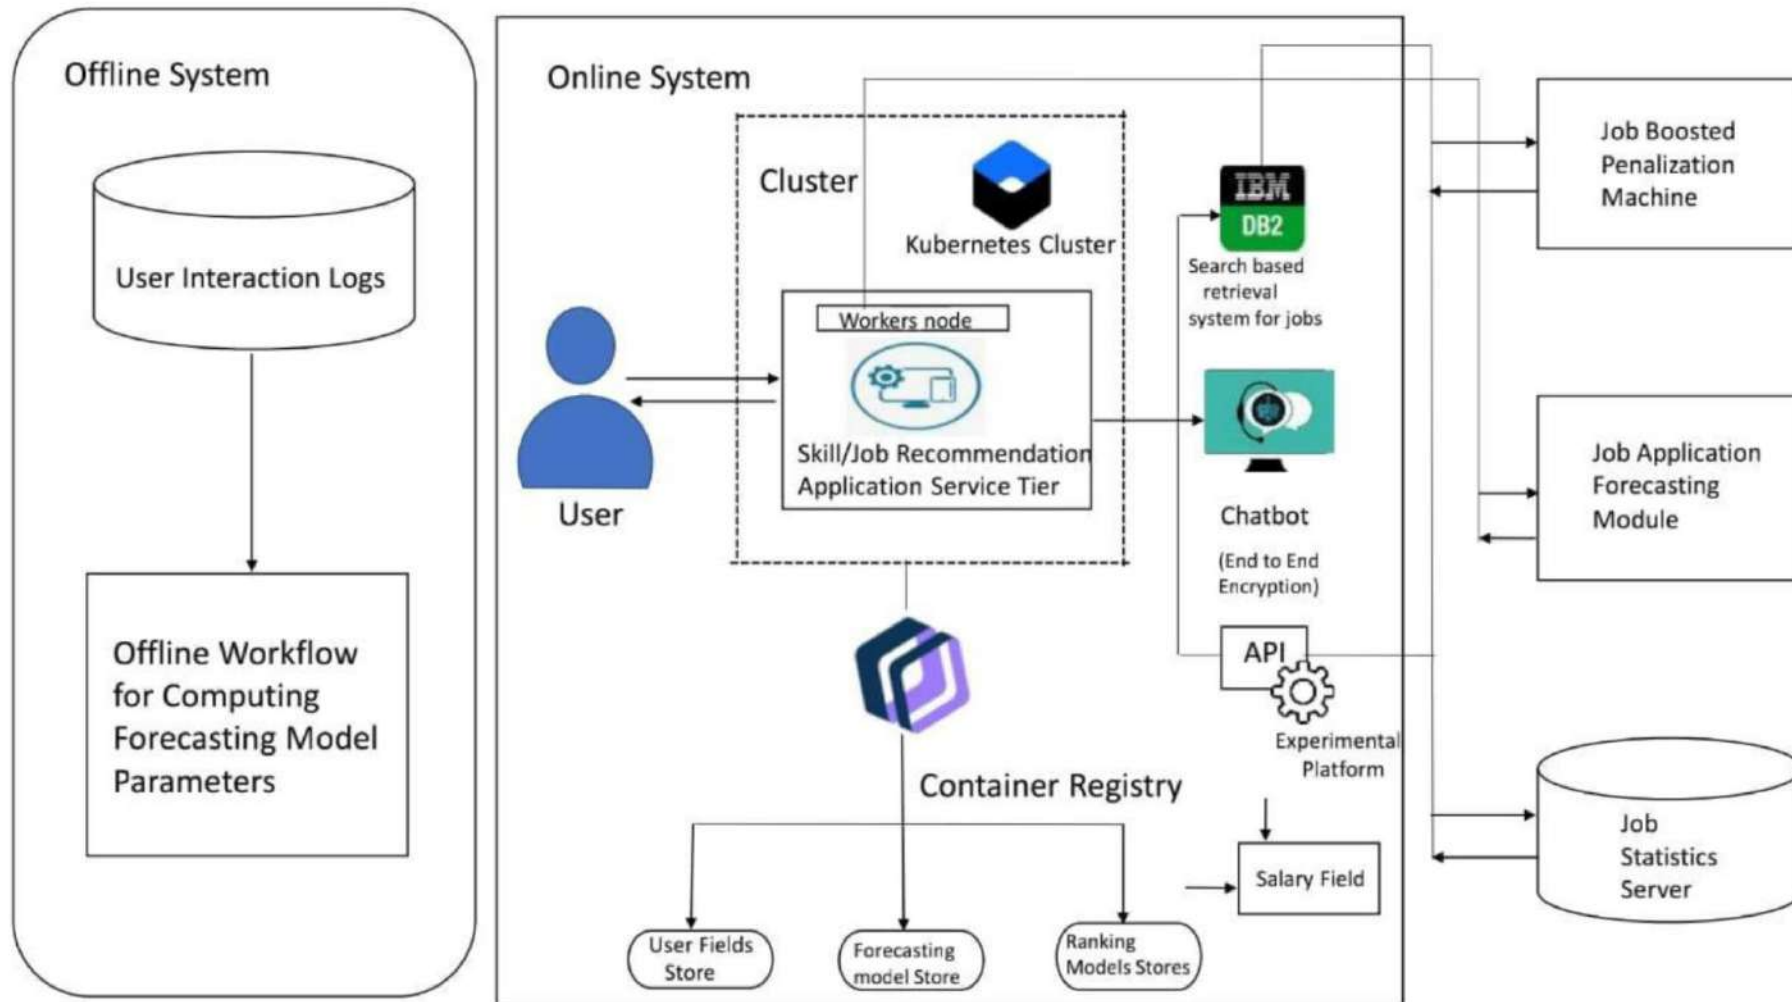 Offline System
User Interaction Logs
Offline Workflow
for Computing
Forecasting Model
Parameters
Online System
Cluster
Kubernetes Cluster
Workers node
Skill/Job Recommendation
Application Service Tier
User
IBM
DB2
Search based
retrieval
system for jobs
Chatbot
(End to End
Encryption)
API
Experimental
Platform
Container Registry
User Fields
Store
Forecasting
model Store
Ranking
Models Stores
Salary Field
Job Boosted
Penalization
Machine
Job Application
Forecasting
Module
Job
Statistics
Server